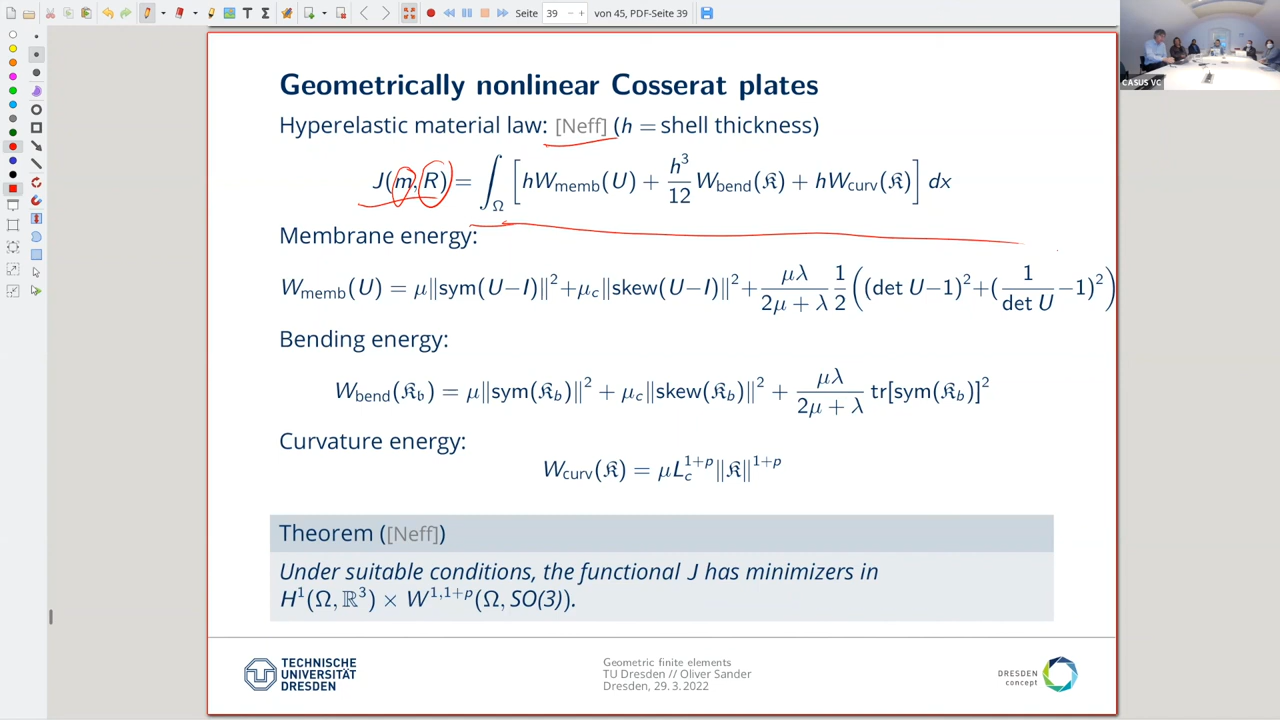 Seite 39 von 45, PDF-Seite 39
CASUS VC
Geometrically nonlinear Cosserat plates
Hyperelastic material law: [Neff] (h = shell thickness)
J(m, R) = ∫_Ω [hW_memb(U) + h³/12 W_bend(𝔎) + hW_curv(𝔎)] dx
Membrane energy:
W_memb(U) = μ‖sym(U−I)‖² + μ_c‖skew(U−I)‖² + μλ/(2μ + λ) 1/2 ((det U−1)² + (1/det U −1)²)
Bending energy:
W_bend(𝔎_b) = μ‖sym(𝔎_b)‖² + μ_c‖skew(𝔎_b)‖² + μλ/(2μ + λ) tr[sym(𝔎_b)]²
Curvature energy:
W_curv(𝔎) = μL_c^{1+p}‖𝔎‖^{1+p}
Theorem ([Neff])
Under suitable conditions, the functional J has minimizers in
H¹(Ω, ℝ³) × W^{1,1+p}(Ω, SO(3)).
TECHNISCHE
UNIVERSITÄT
DRESDEN
Geometric finite elements
TU Dresden // Oliver Sander
Dresden, 29. 3. 2022
DRESDEN
concept